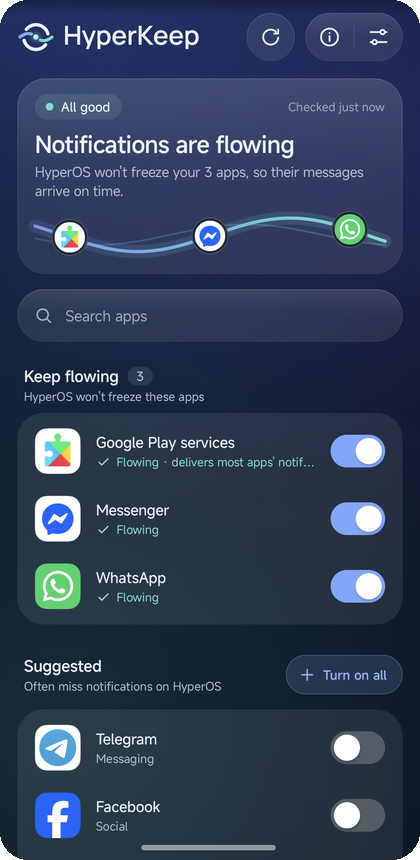 HyperKeep
All good
Checked just now
Notifications are flowing
HyperOS won't freeze your 3 apps, so their messages
arrive on time.
Search apps
Keep flowing 3
HyperOS won't freeze these apps
Google Play services
Flowing · delivers most apps' notif...
Messenger
Flowing
WhatsApp
Flowing
Suggested
Often miss notifications on HyperOS
+ Turn on all
Telegram
Messaging
Facebook
Social